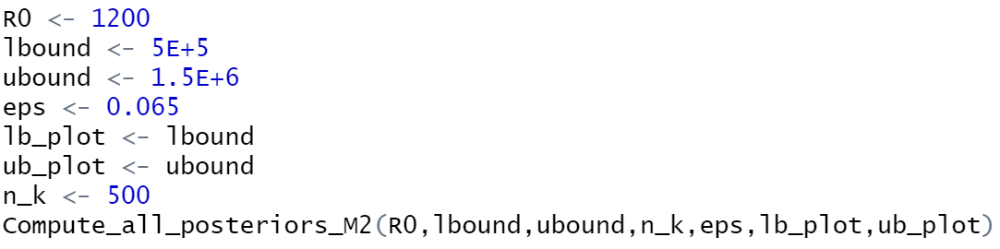 R0 <- 1200
lbound <- 5E+5
ubound <- 1.5E+6
eps <- 0.065
lb_plot <- lbound
ub_plot <- ubound
n_k <- 500
Compute_all_posteriors_M2(R0,lbound,ubound,n_k,eps,lb_plot,ub_plot)